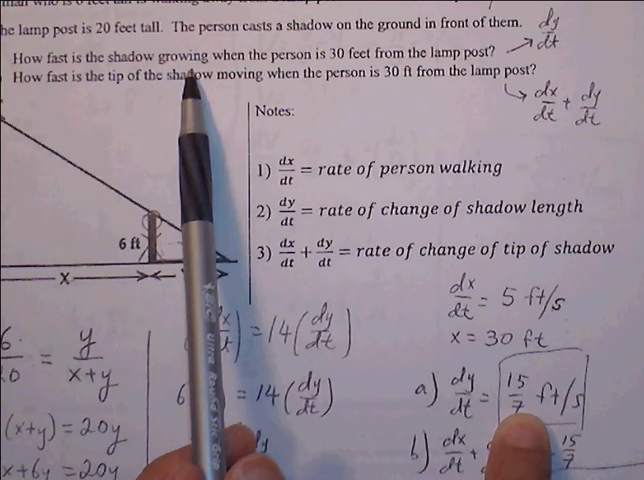 he lamp post is 20 feet tall. The person casts a shadow on the ground in front of them.
How fast is the shadow growing when the person is 30 feet from the lamp post? → dy/dt
How fast is the tip of the shadow moving when the person is 30 ft from the lamp post?
↳ dx/dt + dy/dt
Notes:
1) dx/dt = rate of person walking
2) dy/dt = rate of change of shadow length
3) dx/dt + dy/dt = rate of change of tip of shadow
6 ft
x
dx/dt = 5 ft/s
x = 30 ft
= y/(x+y)
(x+y) = 20y
x+6y = 20y
) = 14(dy/dt)
6 = 14(dy/dt)
a) dy/dt = 15/7 ft/s
b) dx/dt + 15/7